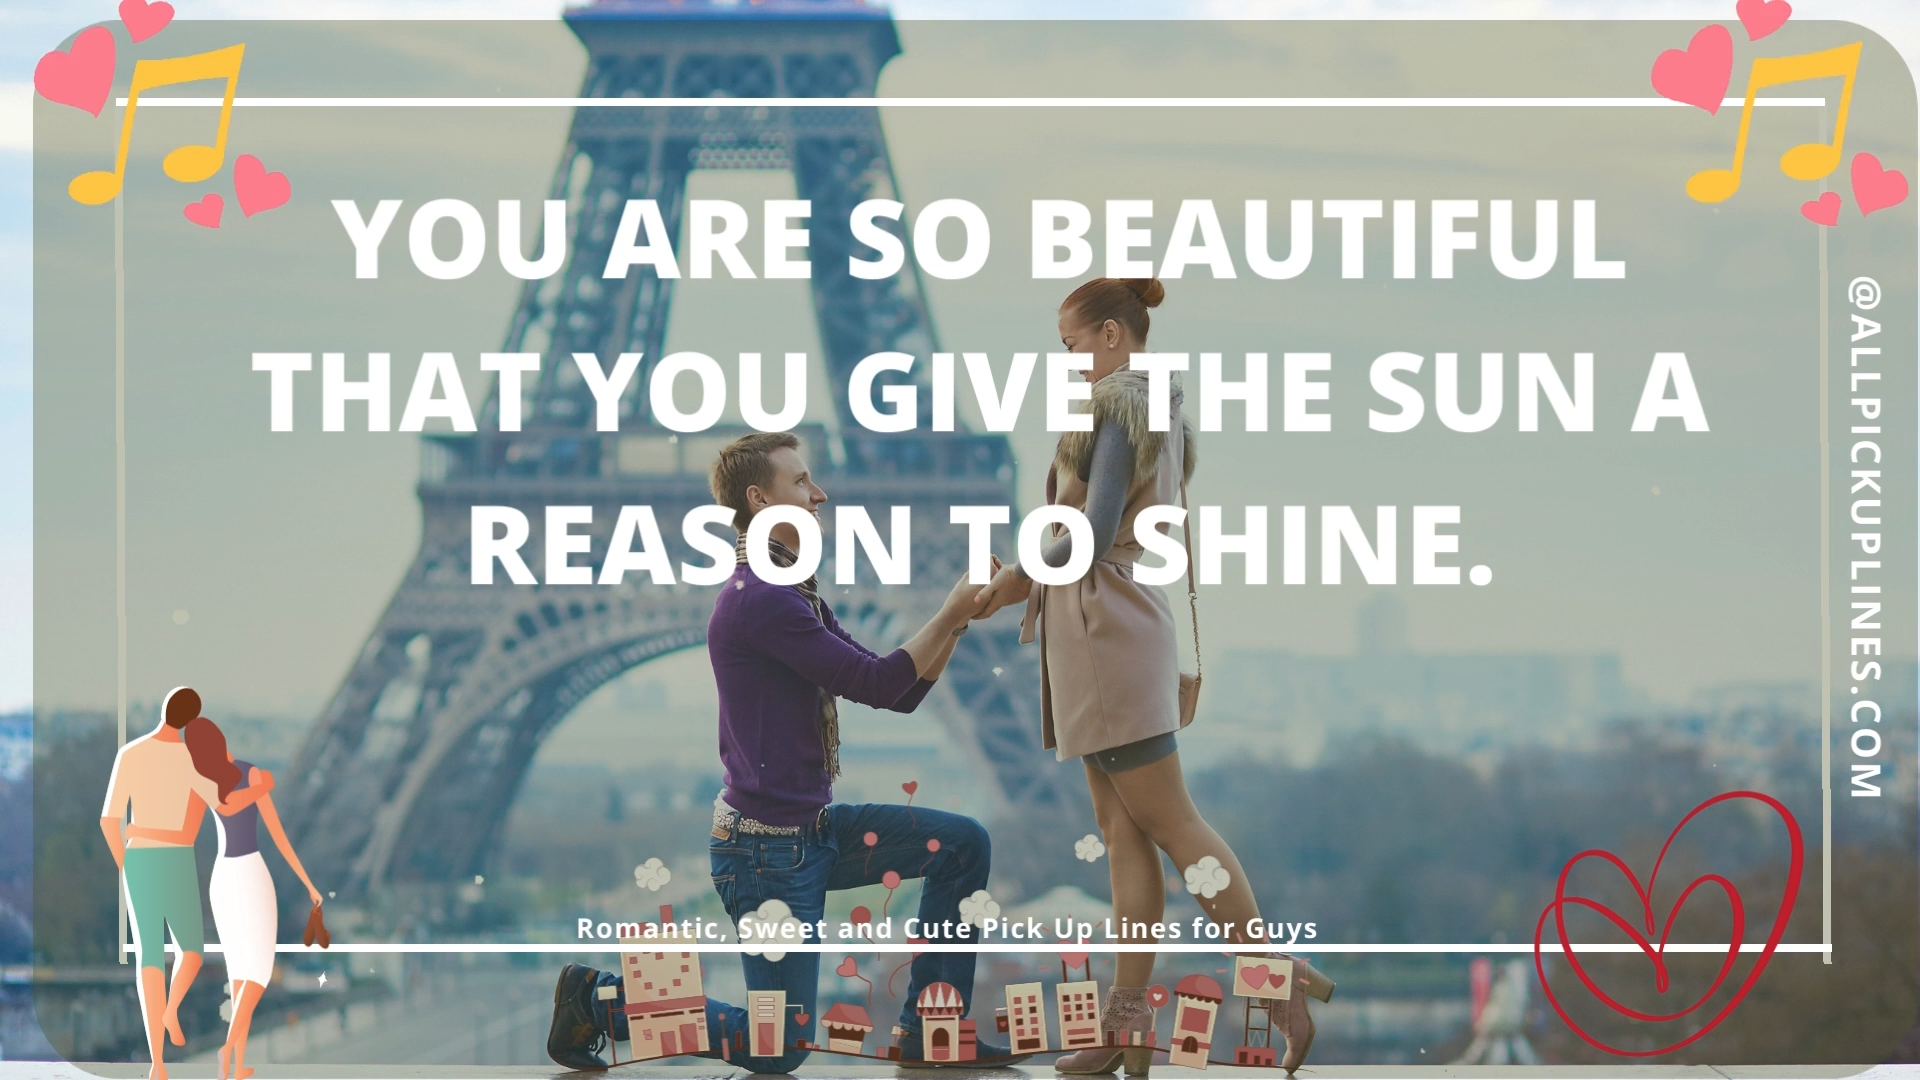 YOU ARE SO BEAUTIFUL
THAT YOU GIVE THE SUN A
REASON TO SHINE.
@ALLPICKUPLINES.COM
Romantic, Sweet and Cute Pick Up Lines for Guys